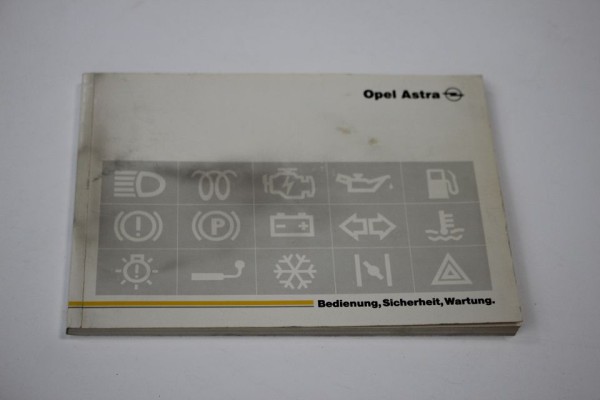 Opel Astra
P
Bedienung, Sicherheit, Wartung.